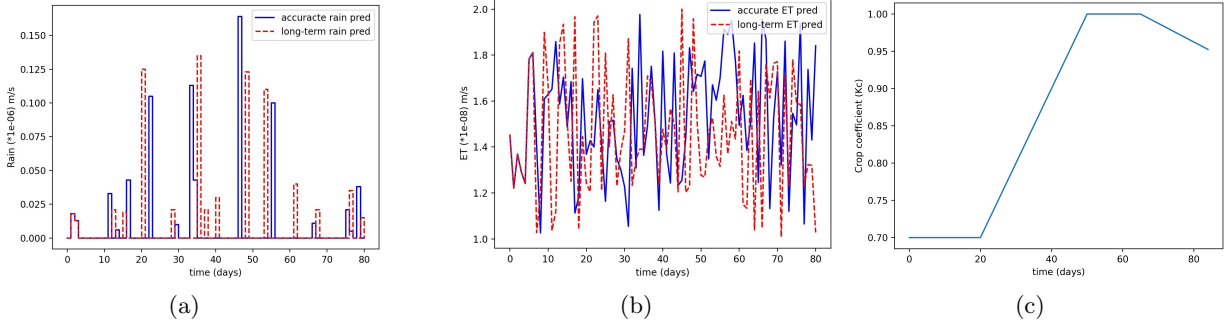 accuracte rain pred
long-term rain pred
Rain (*1e-06) m/s
0.150
0.125
0.100
0.075
0.050
0.025
0.000
0 10 20 30 40 50 60 70 80
time (days)
(a)
accurate ET pred
long-term ET pred
ET (*1e-08) m/s
2.0
1.8
1.6
1.4
1.2
1.0
0 10 20 30 40 50 60 70 80
time (days)
(b)
Crop coefficient (Kc)
1.00
0.95
0.90
0.85
0.80
0.75
0.70
0 20 40 60 80
time (days)
(c)